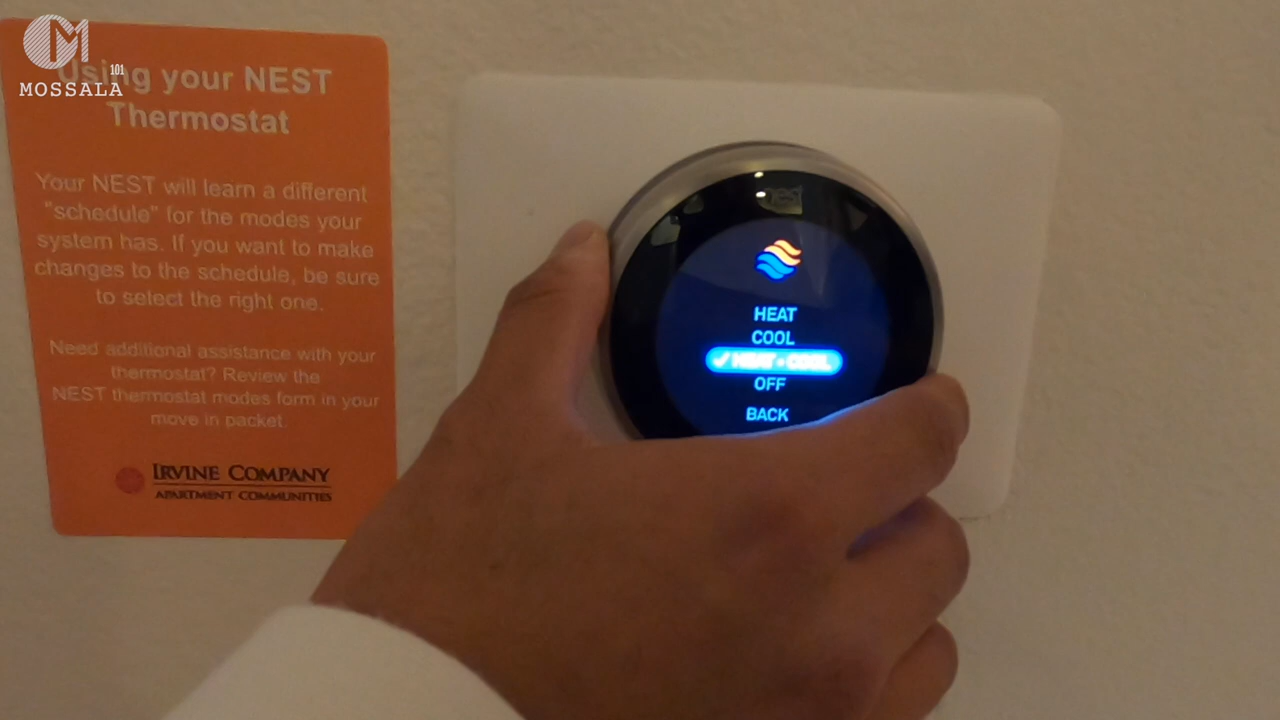 101
MOSSALA
Using your NEST
Thermostat
Your NEST will learn a different
"schedule" for the modes your
system has. If you want to make
changes to the schedule, be sure
to select the right one.
Need additional assistance with your
thermostat? Review the
NEST thermostat modes form in your
move in packet.
IRVINE COMPANY
APARTMENT COMMUNITIES
nest
HEAT
COOL
✓ HEAT • COOL
OFF
BACK